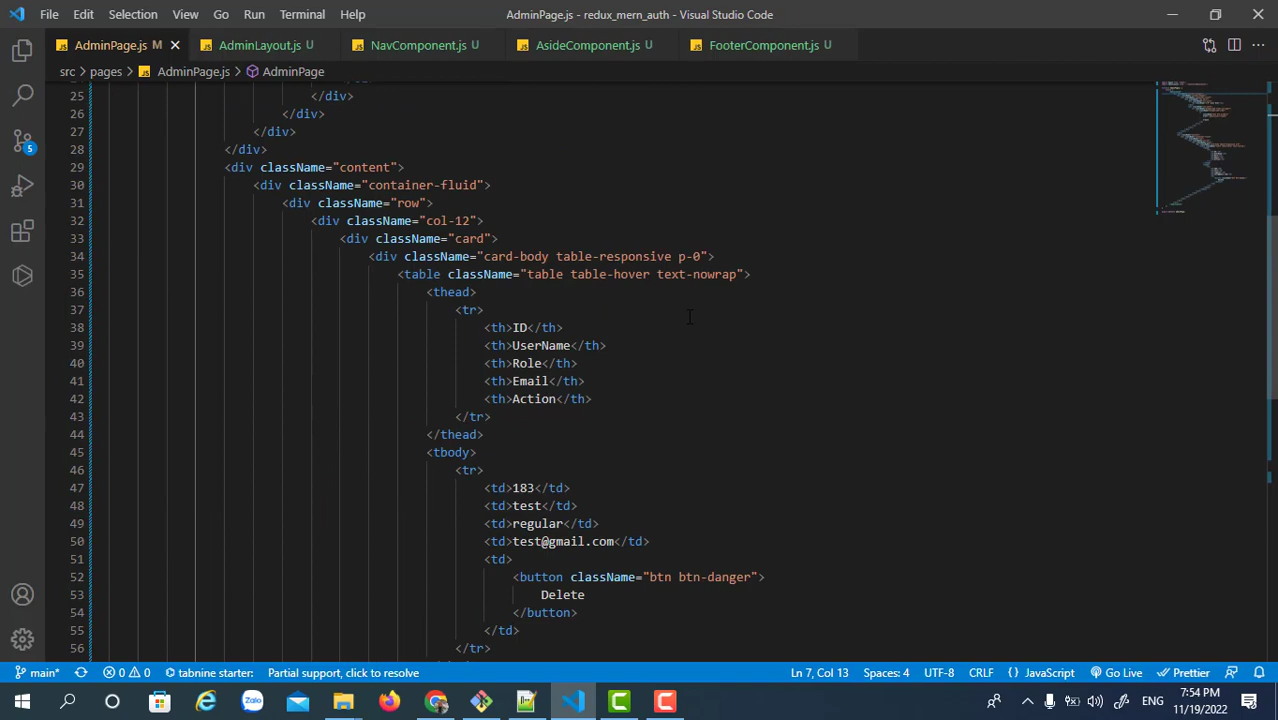 File Edit Selection View Go Run Terminal Help
AdminPage.js - redux_mern_auth - Visual Studio Code
AdminPage.js M
AdminLayout.js U
NavComponent.js U
AsideComponent.js U
FooterComponent.js U
src > pages > AdminPage.js > AdminPage
25 </div>
26 </div>
27 </div>
28 </div>
29 <div className="content">
30 <div className="container-fluid">
31 <div className="row">
32 <div className="col-12">
33 <div className="card">
34 <div className="card-body table-responsive p-0">
35 <table className="table table-hover text-nowrap">
36 <thead>
37 <tr>
38 <th>ID</th>
39 <th>UserName</th>
40 <th>Role</th>
41 <th>Email</th>
42 <th>Action</th>
43 </tr>
44 </thead>
45 <tbody>
46 <tr>
47 <td>183</td>
48 <td>test</td>
49 <td>regular</td>
50 <td>test@gmail.com</td>
51 <td>
52 <button className="btn btn-danger">
53 Delete
54 </button>
55 </td>
56 </tr>
5
main* 0 0 tabnine starter: Partial support, click to resolve Ln 7, Col 13 Spaces: 4 UTF-8 CRLF JavaScript Go Live Prettier
Zalo
ENG
7:54 PM
11/19/2022